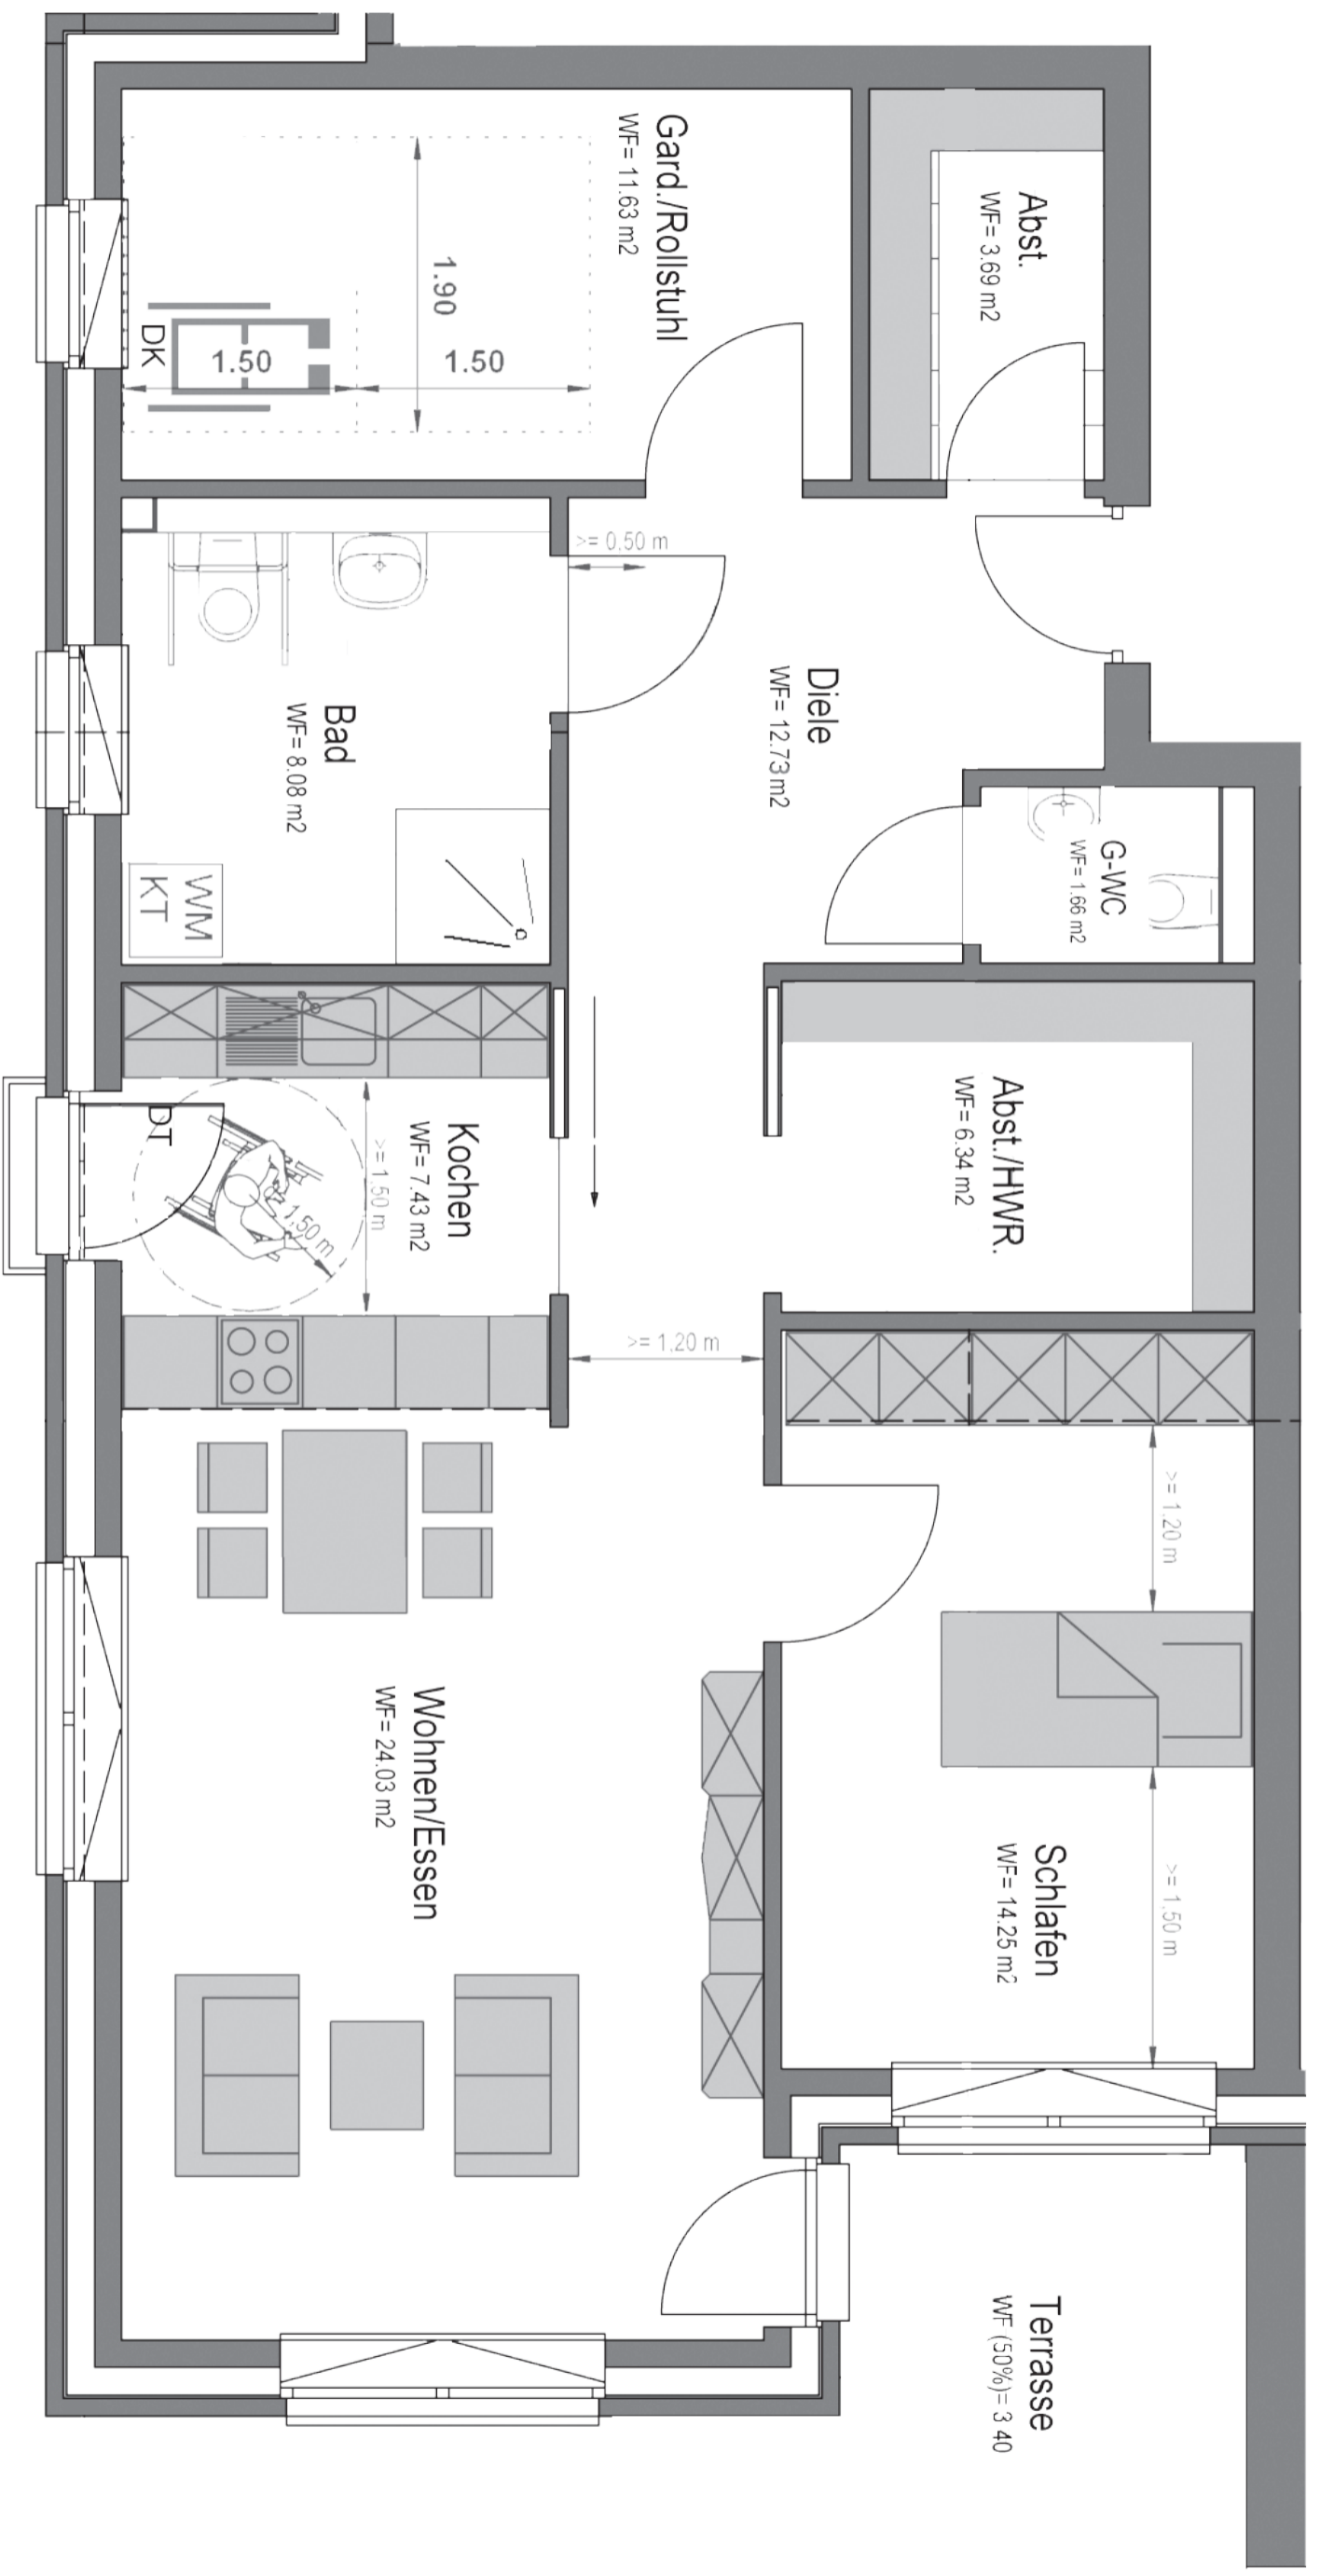 Abst.
WF= 3.69 m2
Gard./Rollstuhl
WF= 11.63 m2
1.90
1.50
1.50
DK
>= 0,50 m
Diele
WF= 12.73 m2
G-WC
WF= 1.66 m2
Bad
WF= 8.08 m2
WM
KT
Abst./HWR.
WF= 6.34 m2
Kochen
WF= 7.43 m2
>= 1,50 m
1,50 m
DT
>= 1,20 m
>= 1,20 m
Schlafen
WF= 14.25 m2
>= 1,50 m
Wohnen/Essen
WF= 24.03 m2
Terrasse
WF (50%)= 3 40